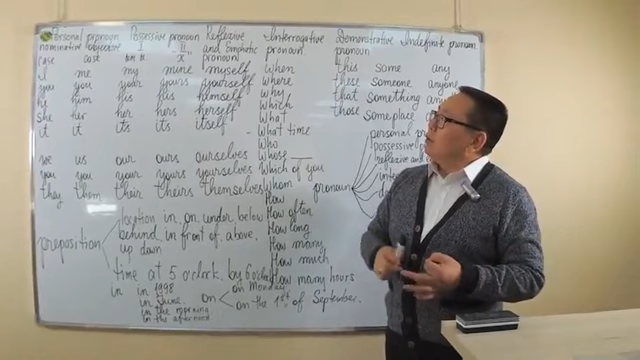 Personal pronoun Possessive pronoun Reflexive Interrogative Demonstrative Indefinite pronoun
nominative objective I II and emphatic pronoun pronoun
case case x pronoun
I me my mine myself When this some any
you you your yours yourself Where these someone anyone
he him his his himself Why that something
she her her hers herself Which those someplace
it it its its itself What
What time personal
Who possessive
we us our ours ourselves Whose reflexive
you you your yours yourselves Which of you
they them their theirs themselves Whom pronoun
How
preposition location in, on, under, below How often
behind, in front of, above, How long
up down How many
How much
time at 5 o'clock by 6 o'clock How many hours
in in 1998 on Monday
in June on on the 1st of September.
in the morning
in the afternoon